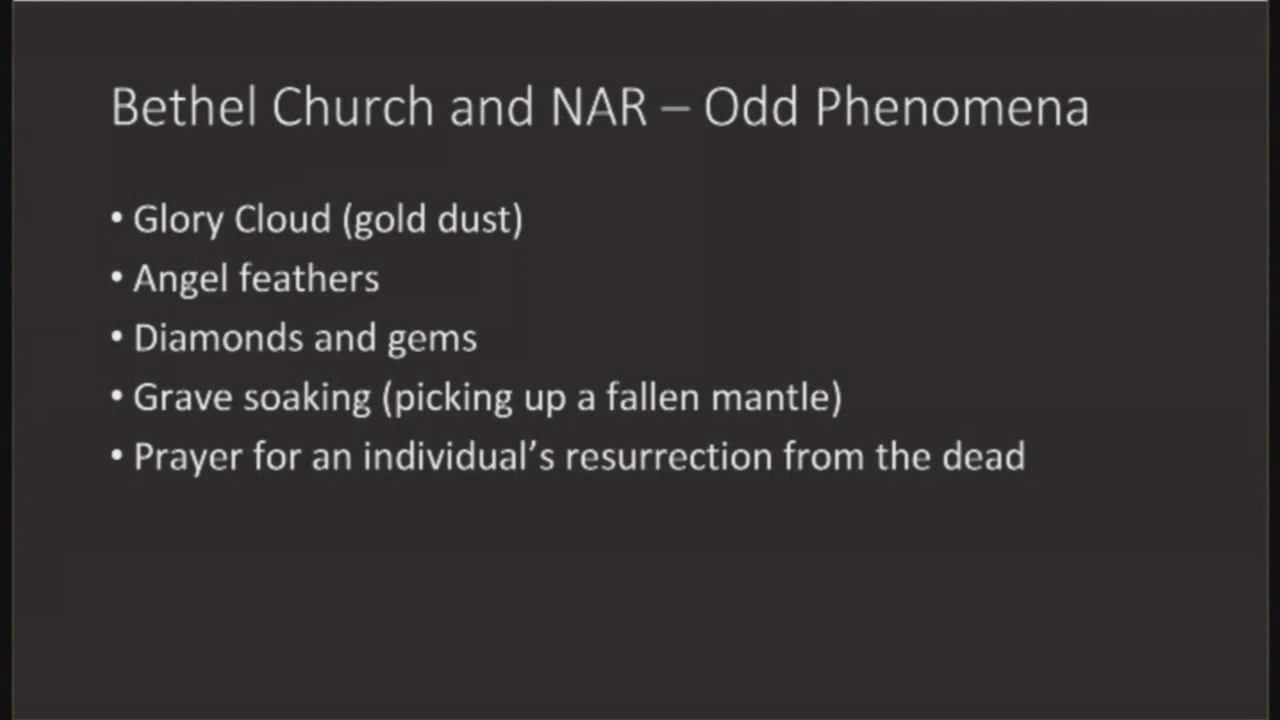 Bethel Church and NAR – Odd Phenomena
• Glory Cloud (gold dust)
• Angel feathers
• Diamonds and gems
• Grave soaking (picking up a fallen mantle)
• Prayer for an individual’s resurrection from the dead